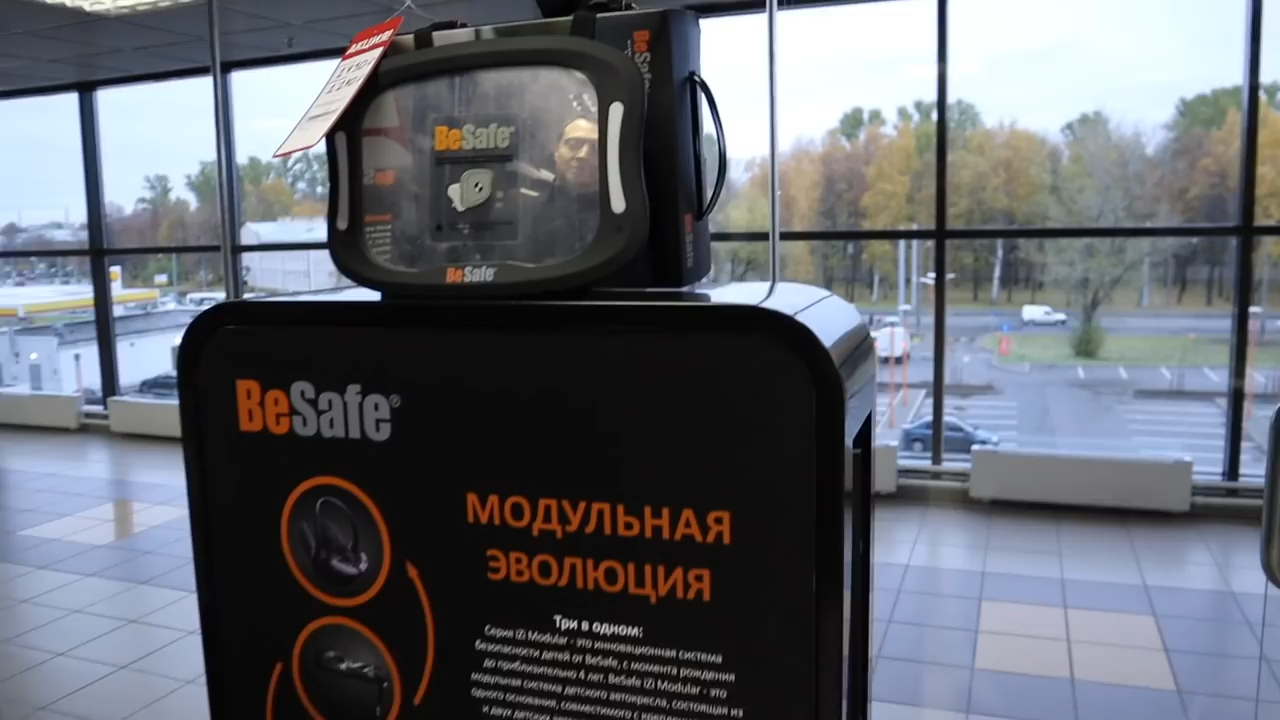 АКЦИЯ!
BeSafe
BeSafe®
BeSafe®
BeSafe®
МОДУЛЬНАЯ
ЭВОЛЮЦИЯ
Три в одном:
Серия iZi Modular - это инновационная система
безопасности детей от BeSafe, с момента рождения
до приблизительно 4 лет. BeSafe iZi Modular - это
модульная система детского автокресла, состоящая из
одного основания, совместимого с
и двух детских